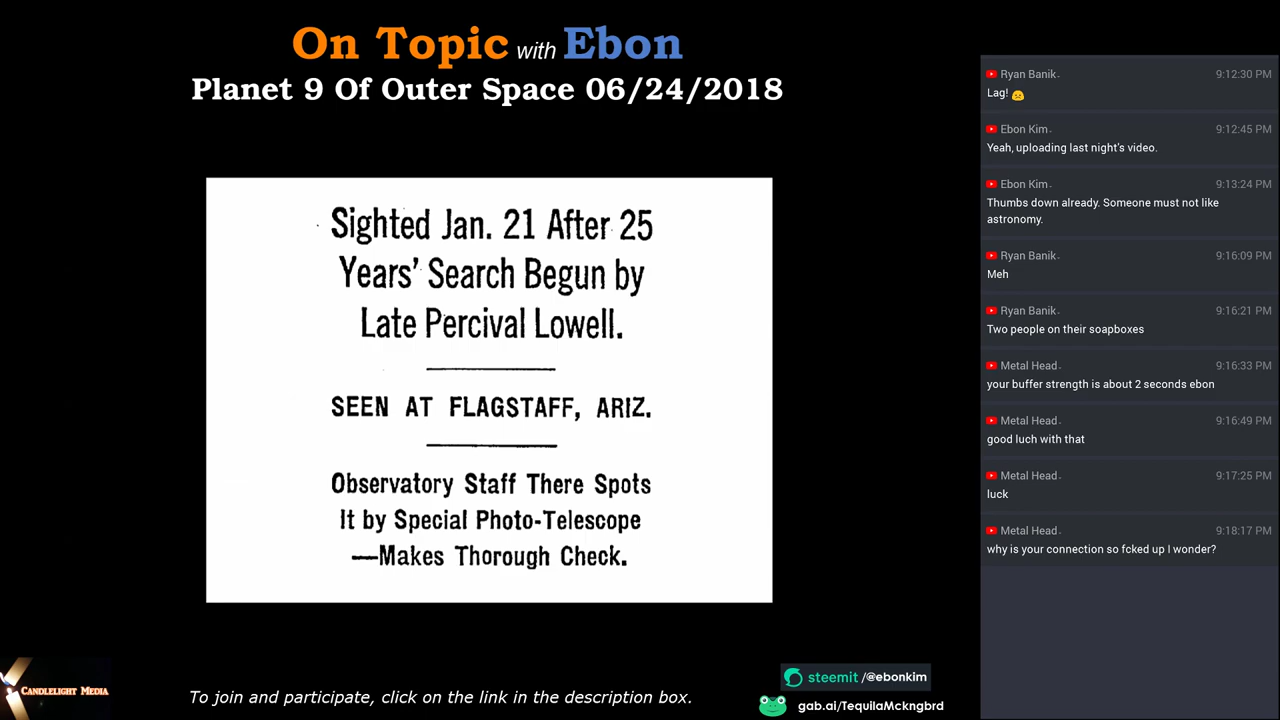 On Topic with Ebon
Planet 9 Of Outer Space 06/24/2018
Sighted Jan. 21 After 25
Years' Search Begun by
Late Percival Lowell.
SEEN AT FLAGSTAFF, ARIZ.
Observatory Staff There Spots
It by Special Photo-Telescope
—Makes Thorough Check.
CANDLELIGHT MEDIA
To join and participate, click on the link in the description box.
steemit /@ebonkim
gab.ai/TequilaMckngbrd
Ryan Banik 9:12:30 PM
Lag!
Ebon Kim 9:12:45 PM
Yeah, uploading last night's video.
Ebon Kim 9:13:24 PM
Thumbs down already. Someone must not like
astronomy.
Ryan Banik 9:16:09 PM
Meh
Ryan Banik 9:16:21 PM
Two people on their soapboxes
Metal Head 9:16:33 PM
your buffer strength is about 2 seconds ebon
Metal Head 9:16:49 PM
good luch with that
Metal Head 9:17:25 PM
luck
Metal Head 9:18:17 PM
why is your connection so fcked up I wonder?